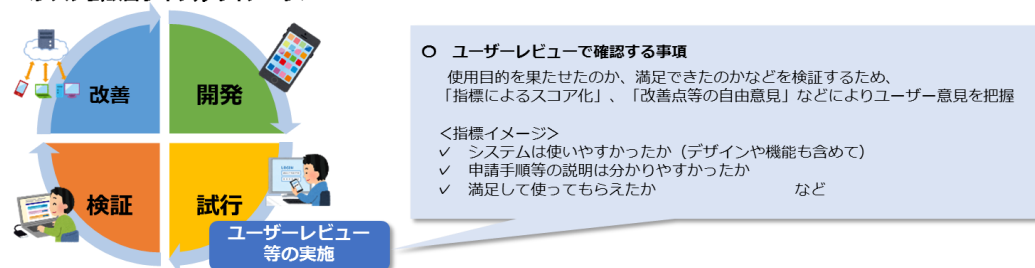 改善
開発
検証
試行
ユーザーレビュー
等の実施
〇 ユーザーレビューで確認する事項
使用目的を果たせたのか、満足できたのかなどを検証するため、
「指標によるスコア化」、「改善点等の自由意見」などによりユーザー意見を把握
＜指標イメージ＞
✓ システムは使いやすかったか（デザインや機能も含めて）
✓ 申請手順等の説明は分かりやすかったか
✓ 満足して使ってもらえたか など